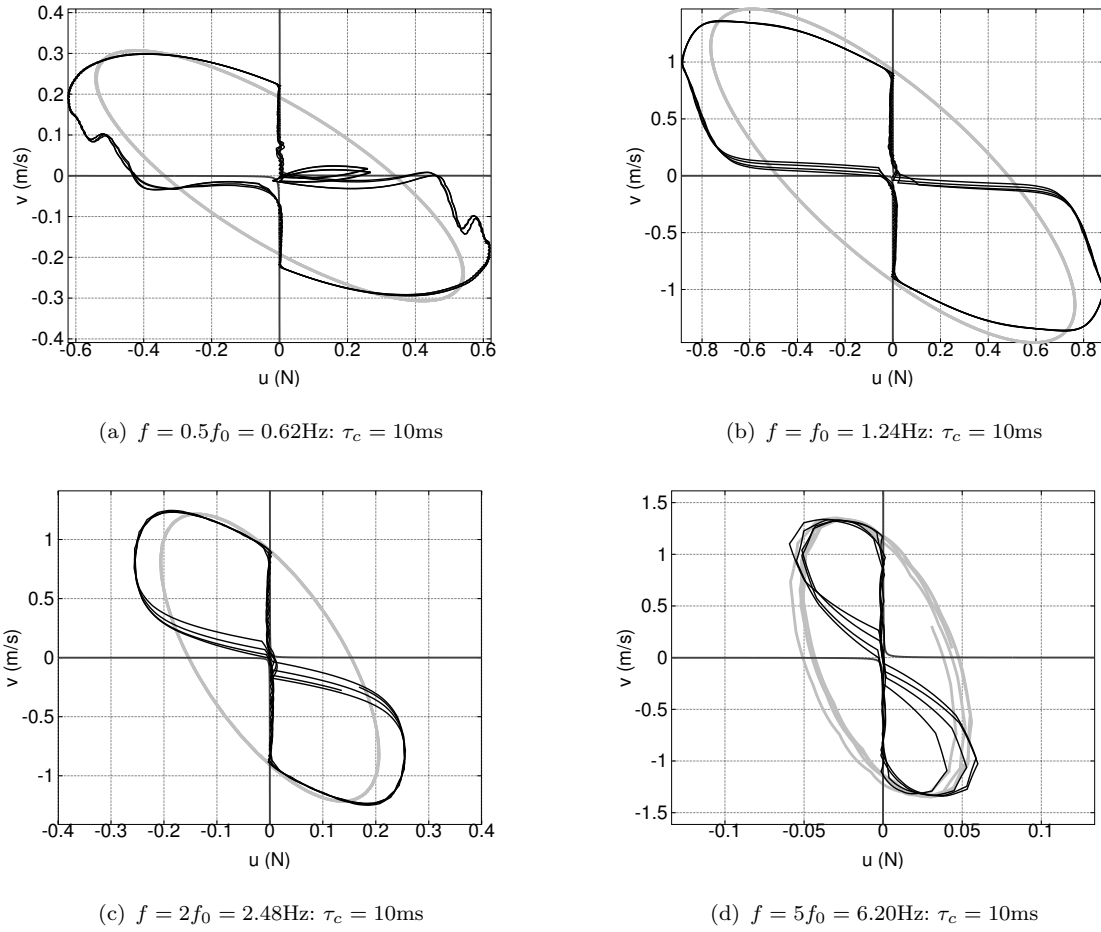 0.4
0.3
0.2
0.1
0
-0.1
-0.2
-0.3
-0.4
v (m/s)
-0.6 -0.4 -0.2 0 0.2 0.4 0.6
u (N)
(a) f = 0.5f₀ = 0.62Hz: τc = 10ms
1
0.5
0
-0.5
-1
v (m/s)
-0.8 -0.6 -0.4 -0.2 0 0.2 0.4 0.6 0.8
u (N)
(b) f = f₀ = 1.24Hz: τc = 10ms
1
0.5
0
-0.5
-1
v (m/s)
-0.4 -0.3 -0.2 -0.1 0 0.1 0.2 0.3 0.4
u (N)
(c) f = 2f₀ = 2.48Hz: τc = 10ms
1.5
1
0.5
0
-0.5
-1
-1.5
v (m/s)
-0.1 -0.05 0 0.05 0.1
u (N)
(d) f = 5f₀ = 6.20Hz: τc = 10ms